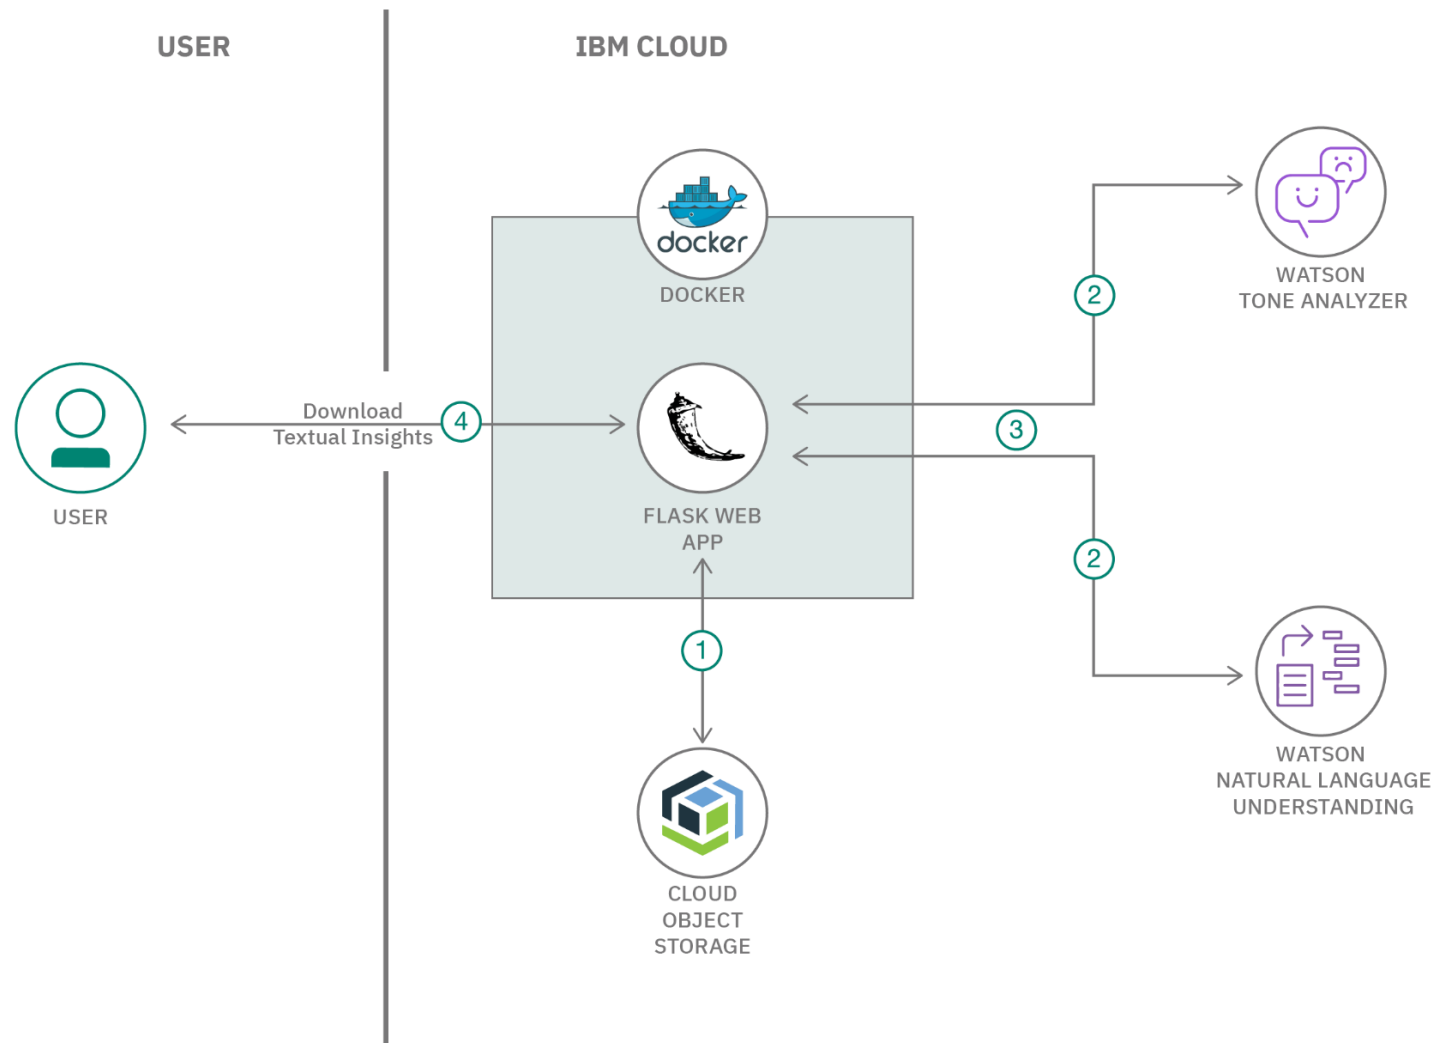 USER
IBM CLOUD
docker
DOCKER
WATSON
TONE ANALYZER
2
Download
Textual Insights
4
3
USER
FLASK WEB
APP
2
1
WATSON
NATURAL LANGUAGE
UNDERSTANDING
CLOUD
OBJECT
STORAGE